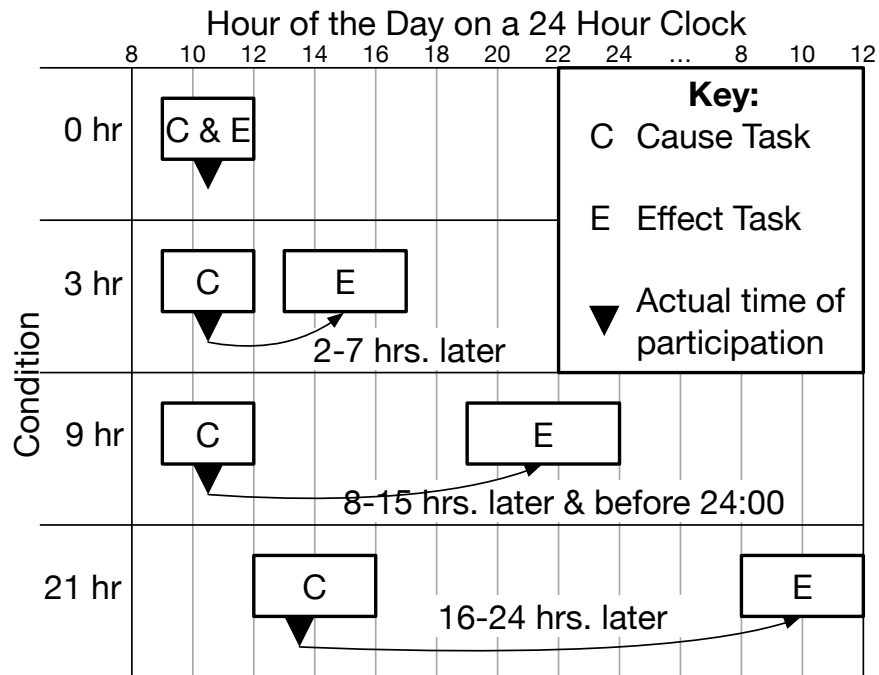 Hour of the Day on a 24 Hour Clock
8 10 12 14 16 18 20 22 24 ... 8 10 12
Key:
C Cause Task
E Effect Task
Actual time of
participation
Condition
0 hr
C & E
3 hr
C E
2-7 hrs. later
9 hr
C E
8-15 hrs. later & before 24:00
21 hr
C E
16-24 hrs. later